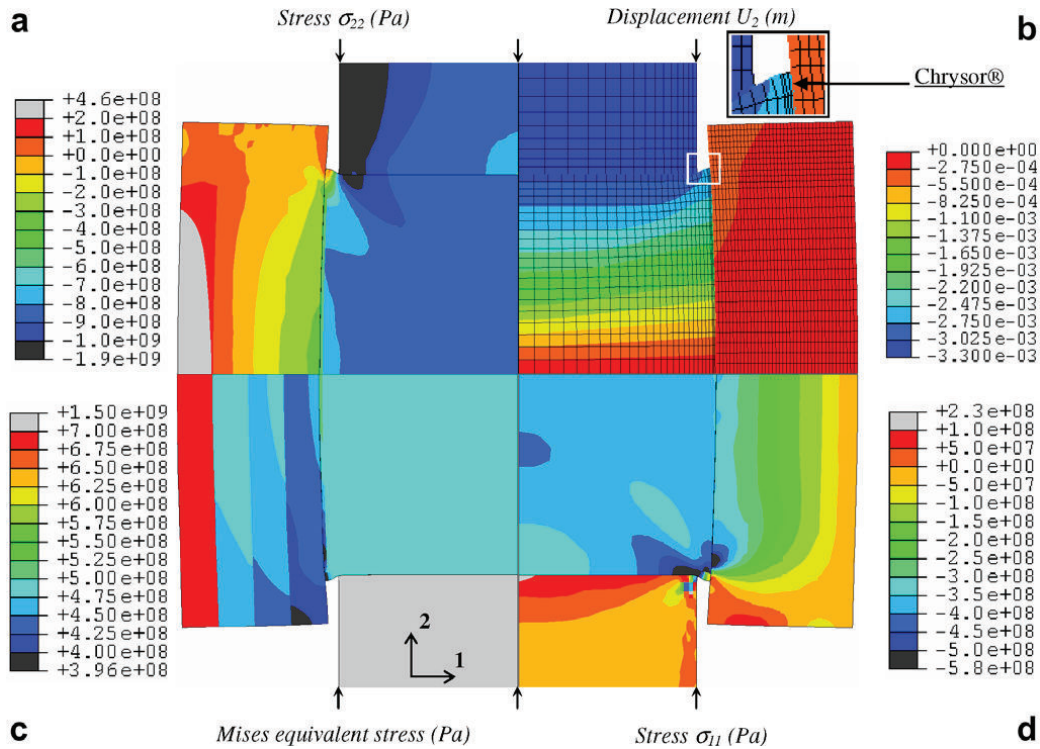 a
Stress σ22 (Pa)
Displacement U2 (m)
b
Chrysor®
+4.6e+08
+2.0e+08
+1.0e+08
+0.0e+08
-1.0e+08
-2.0e+08
-3.0e+08
-4.0e+08
-5.0e+08
-6.0e+08
-7.0e+08
-8.0e+08
-9.0e+08
-1.9e+09
+0.000e+00
-2.750e-04
-5.500e-04
-8.250e-04
-1.100e-03
-1.375e-03
-1.650e-03
-1.925e-03
-2.200e-03
-2.475e-03
-2.750e-03
-3.025e-03
-3.300e-03
+1.50e+09
+7.00e+08
+6.75e+08
+6.50e+08
+6.25e+08
+6.00e+08
+5.75e+08
+5.50e+08
+5.25e+08
+5.00e+08
+4.50e+08
+4.25e+08
+4.00e+08
+3.96e+08
+2.3e+08
+1.0e+08
+5.0e+07
+0.0e+00
+5.0e+07
-1.0e+08
-1.5e+08
-2.0e+08
-2.5e+08
-3.0e+08
-3.5e+08
-4.0e+08
-4.5e+08
-5.0e+08
-5.8e+08
2
1
c
Mises equivalent stress (Pa)
Stress σ11 (Pa)
d